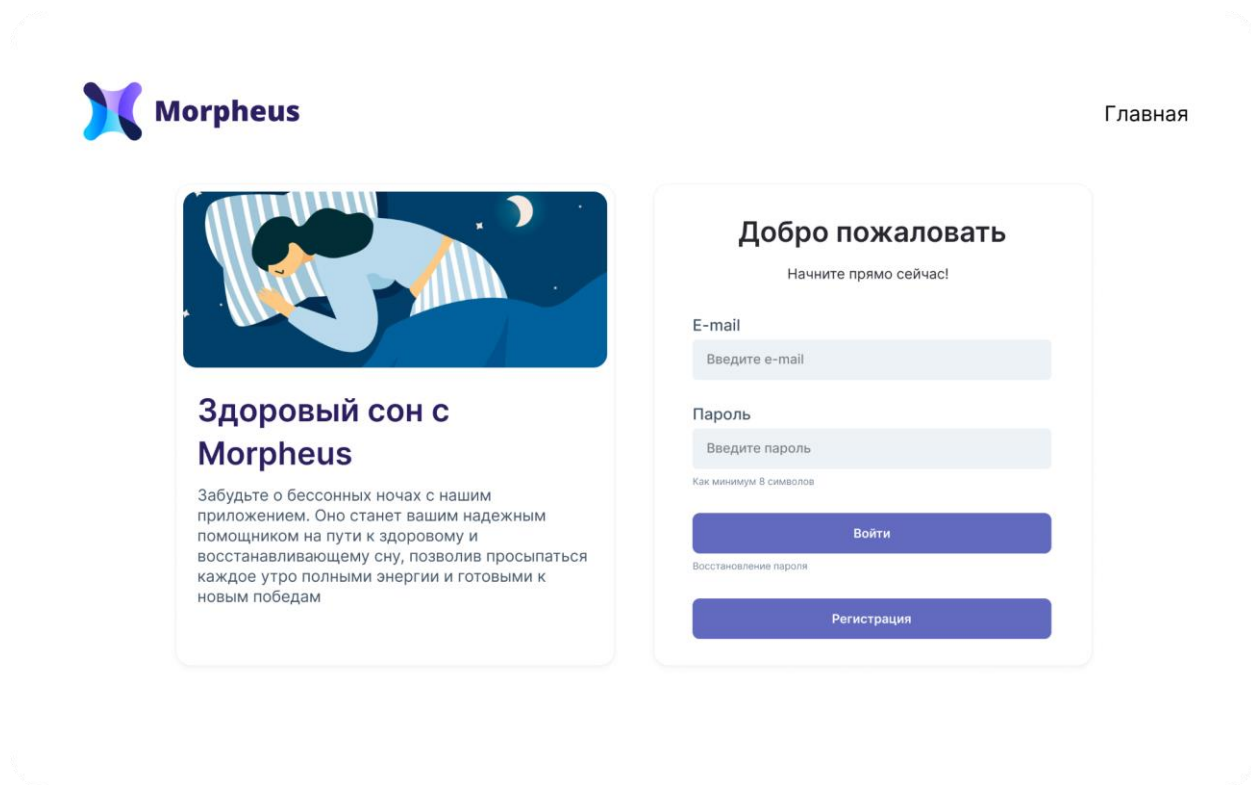 Morpheus
Главная
Здоровый сон с
Morpheus
Забудьте о бессонных ночах с нашим
приложением. Оно станет вашим надежным
помощником на пути к здоровому и
восстанавливающему сну, позволив просыпаться
каждое утро полными энергии и готовыми к
новым победам
Добро пожаловать
Начните прямо сейчас!
E-mail
Введите e-mail
Пароль
Введите пароль
Как минимум 8 символов
Войти
Восстановление пароля
Регистрация